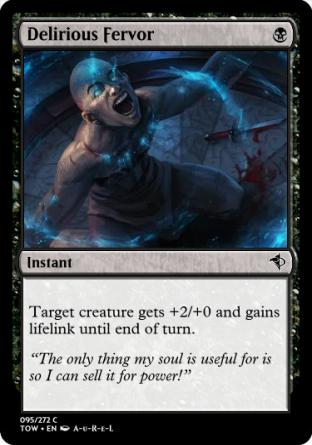 Delirious Fervor
Instant
Target creature gets +2/+0 and gains
lifelink until end of turn.
“The only thing my soul is useful for is
so I can sell it for power!”
095/272 C
TOW • EN A-U-R-E-L